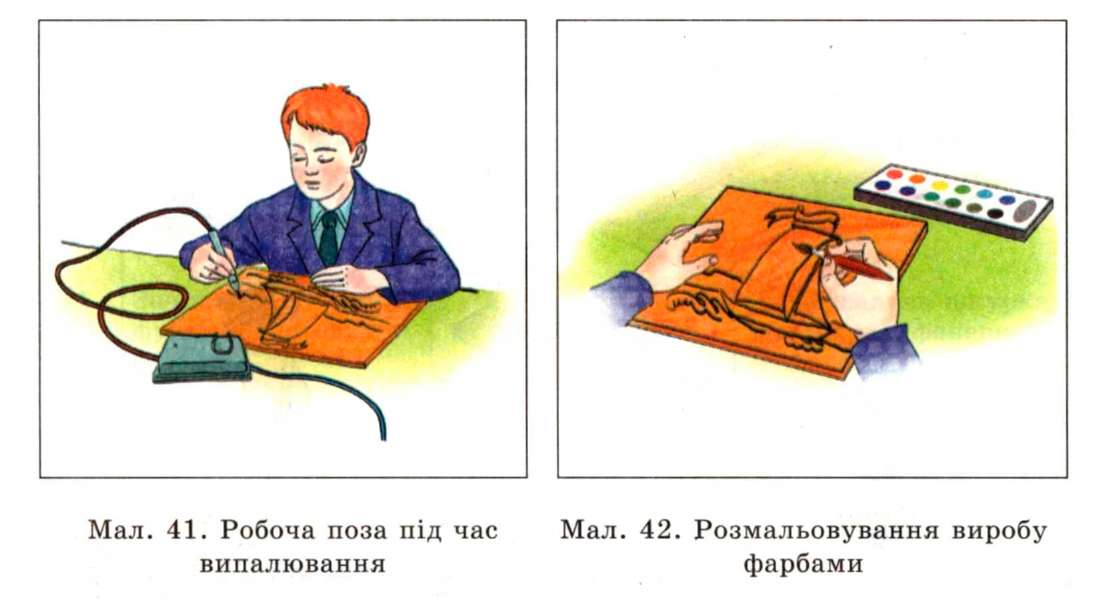 Мал. 41. Робоча поза під час
випалювання
Мал. 42. Розмальовування виробу
фарбами